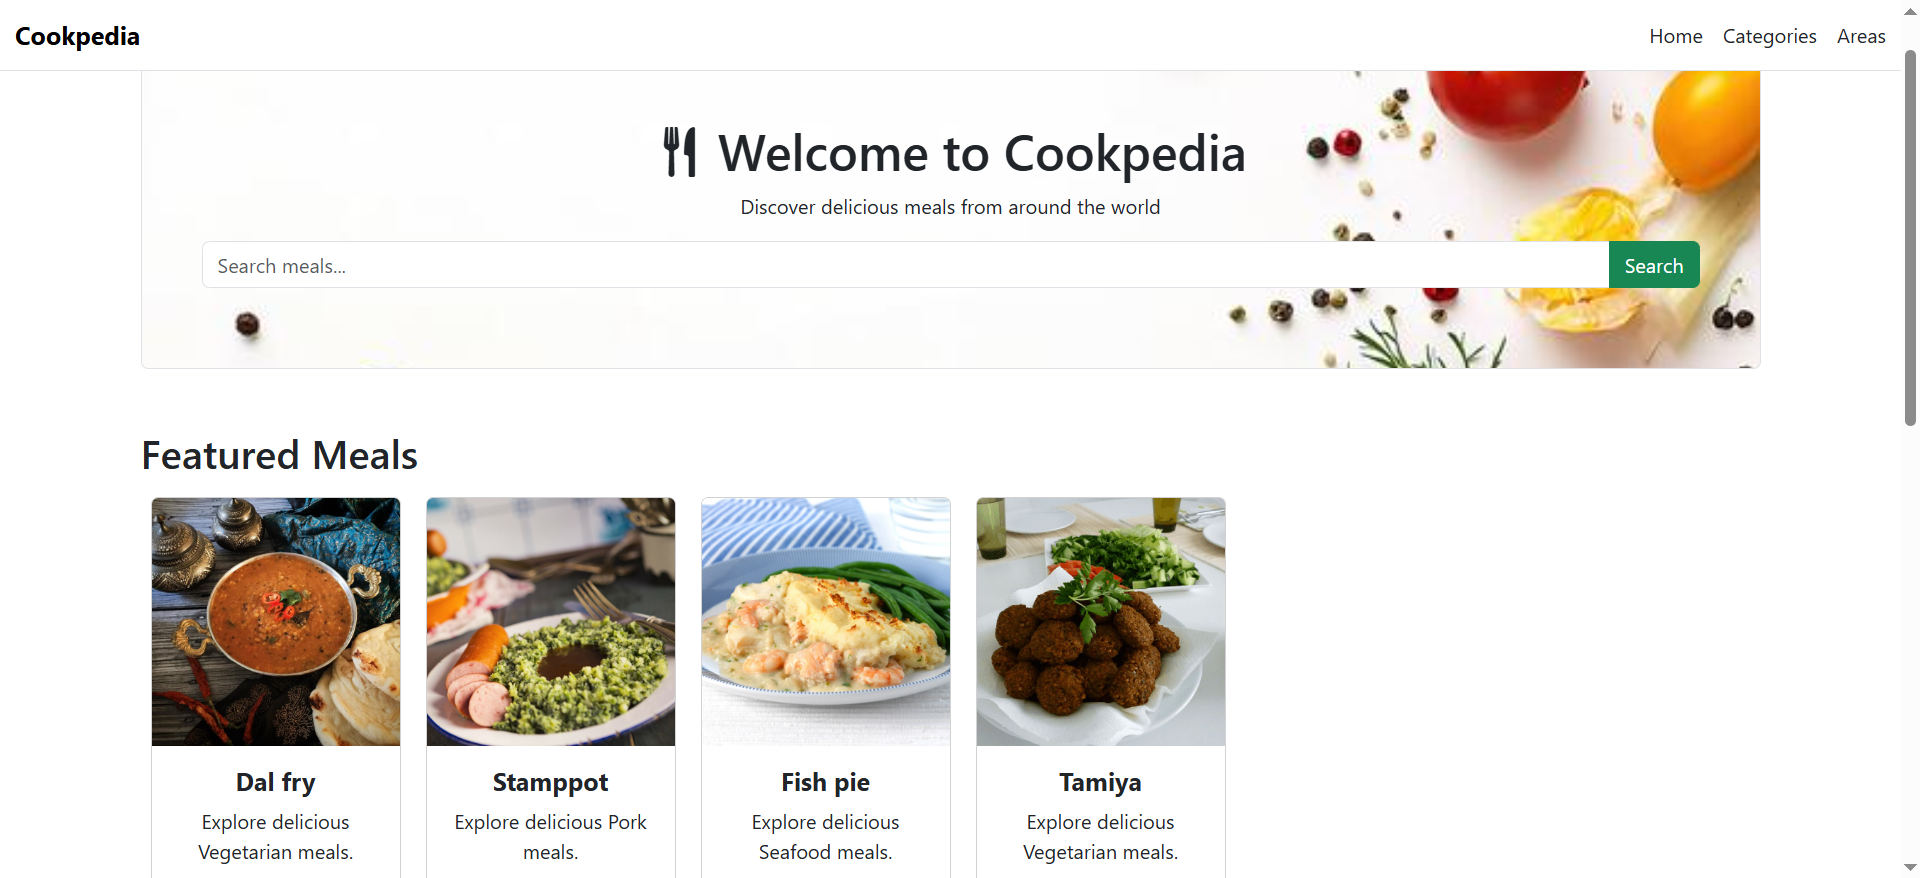 Cookpedia
Home Categories Areas
Welcome to Cookpedia
Discover delicious meals from around the world
Search meals... Search
Featured Meals
Dal fry
Explore delicious
Vegetarian meals.
Stamppot
Explore delicious Pork
meals.
Fish pie
Explore delicious
Seafood meals.
Tamiya
Explore delicious
Vegetarian meals.